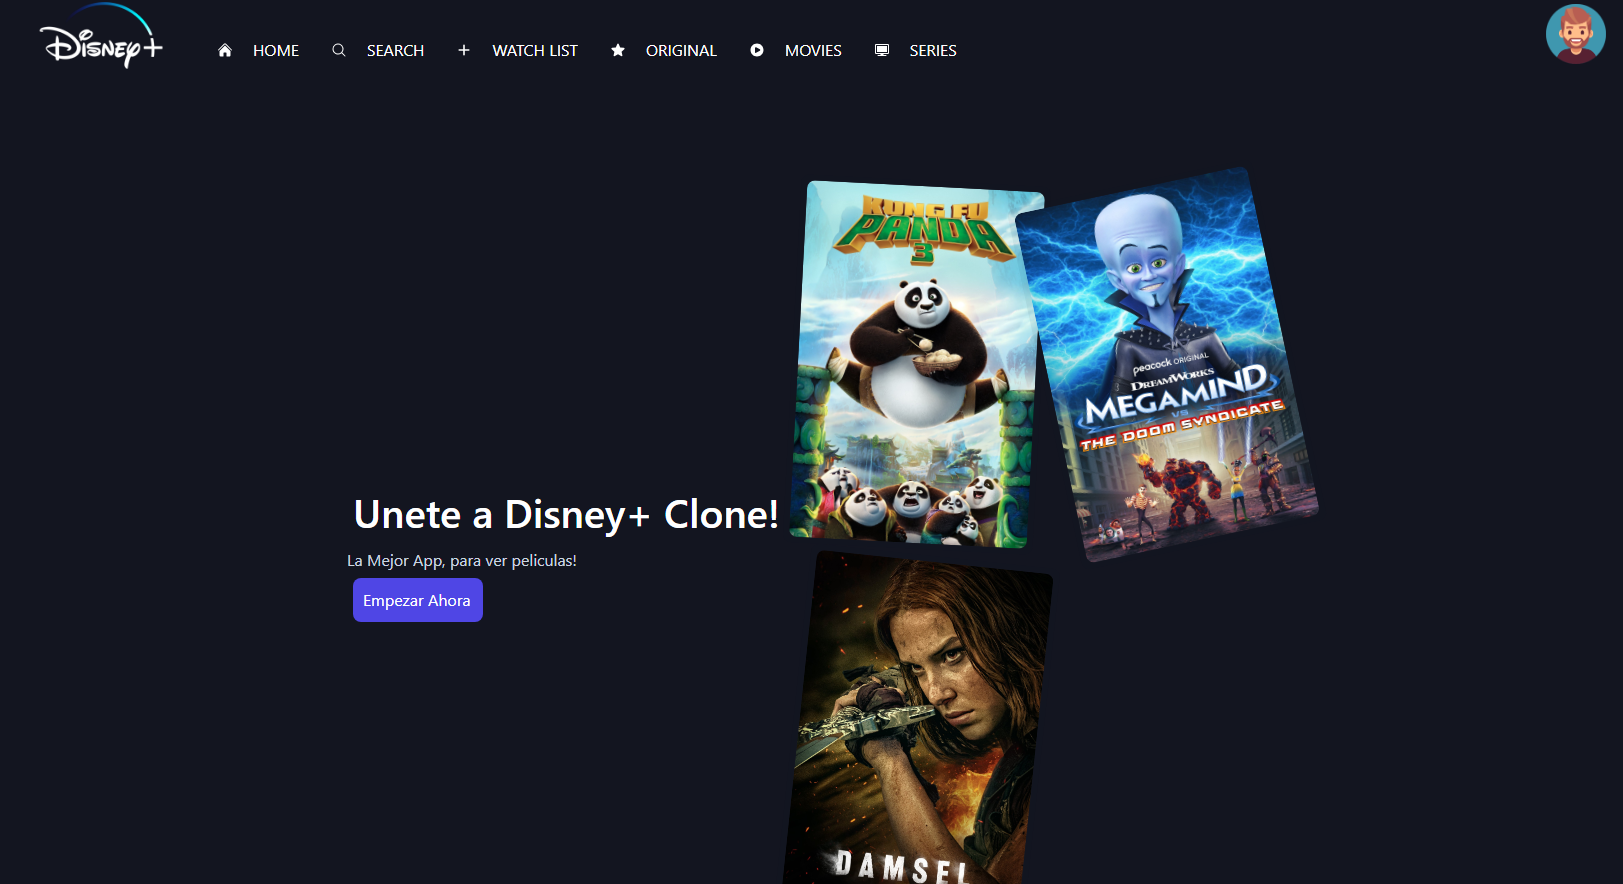 Disney+
HOME
SEARCH
WATCH LIST
ORIGINAL
MOVIES
SERIES
KUNG FU
PANDA
3
peacock ORIGINAL
DREAMWORKS
MEGAMIND
VS
THE DOOM SYNDICATE
Unete a Disney+ Clone!
La Mejor App, para ver peliculas!
Empezar Ahora
DAMSEL